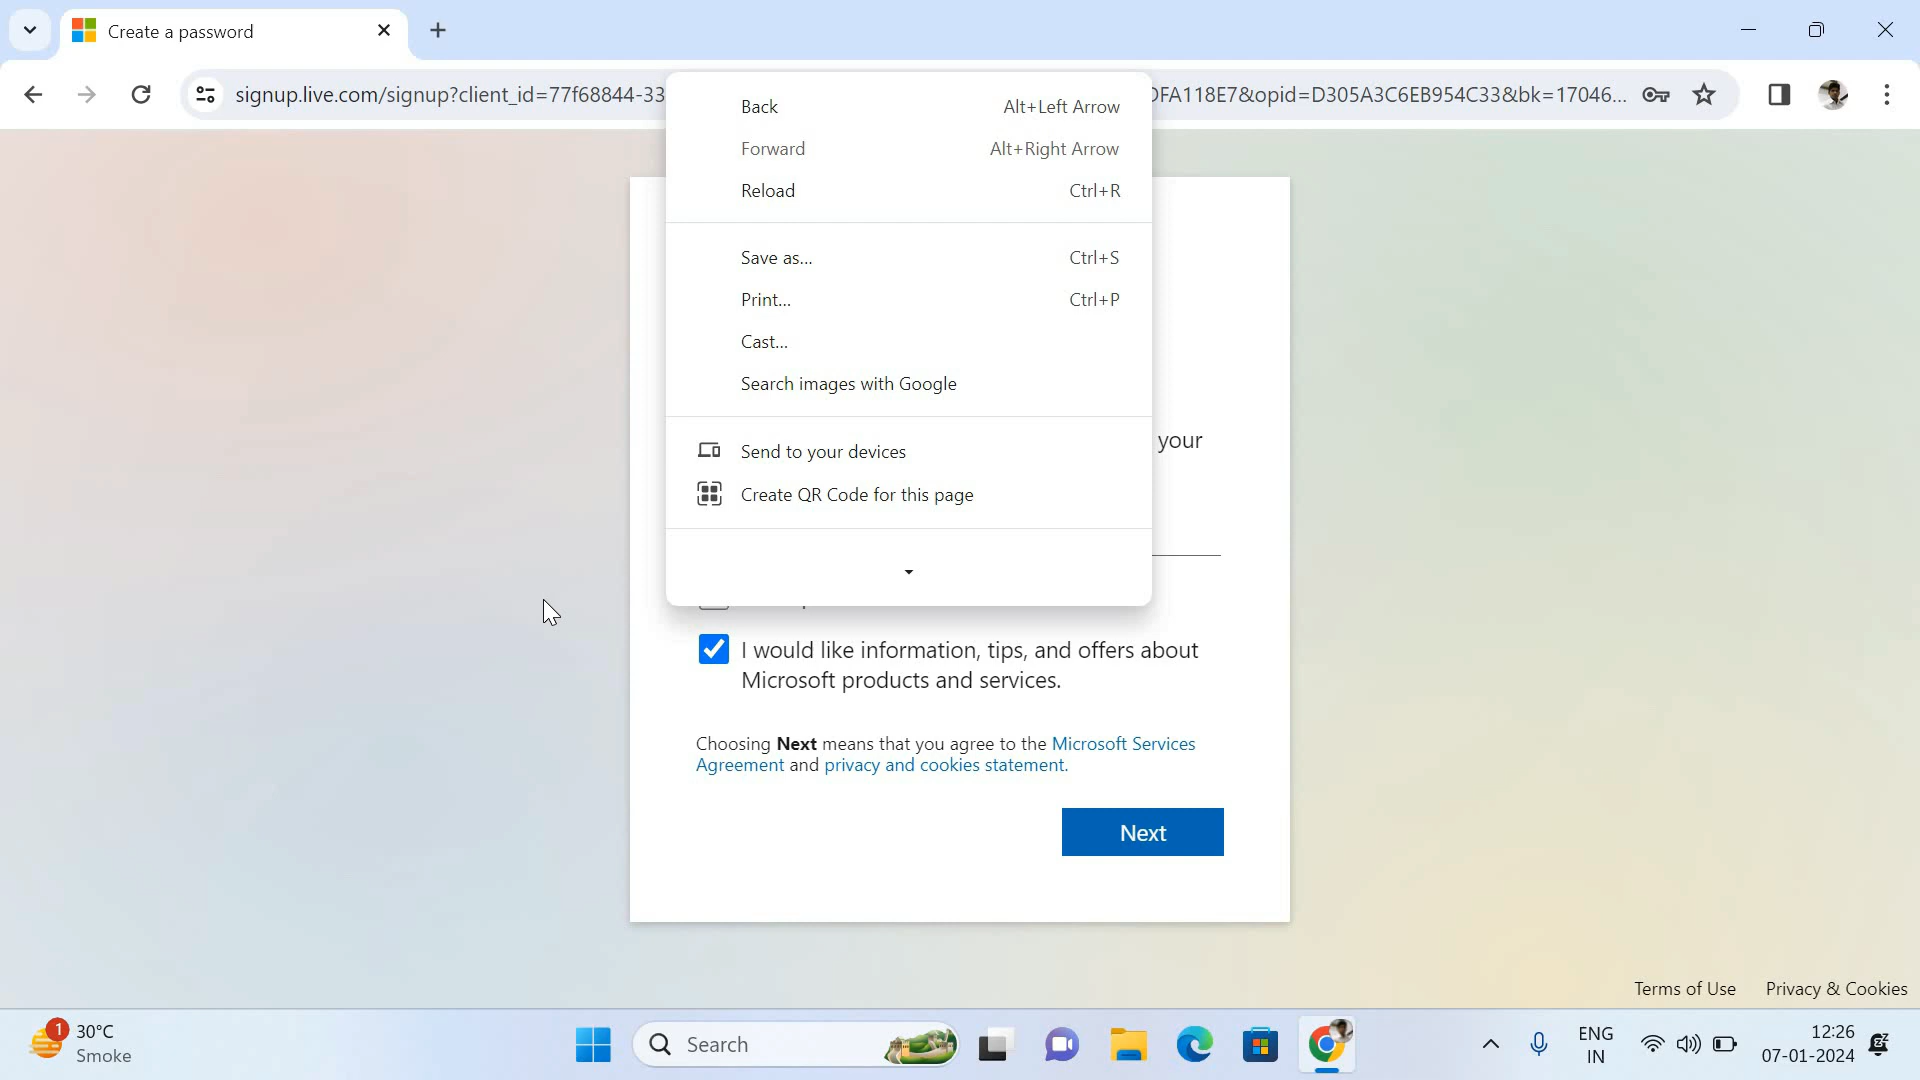 Create a password
signup.live.com/signup?client_id=77f68844-33
DFA118E7&opid=D305A3C6EB954C33&bk=17046...
Back Alt+Left Arrow
Forward Alt+Right Arrow
Reload Ctrl+R
Save as... Ctrl+S
Print... Ctrl+P
Cast...
Search images with Google
your
Send to your devices
Create QR Code for this page
I would like information, tips, and offers about
Microsoft products and services.
Choosing Next means that you agree to the Microsoft Services
Agreement and privacy and cookies statement.
Next
Terms of Use Privacy & Cookies
1
30°C
Smoke
Search
ENG
IN
12:26
07-01-2024